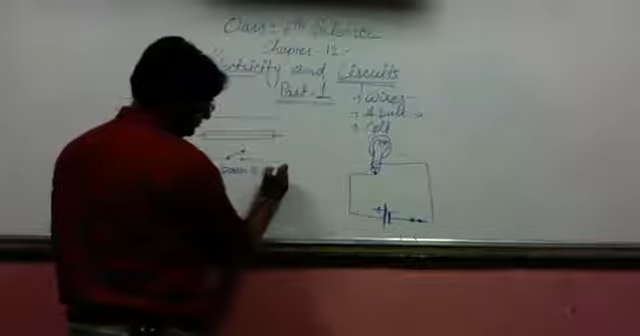 Class - 6th Science
Chapter - 12 -
Electricity and Circuits
Part - 1
→ Wires
→ A bulb
→ Cell